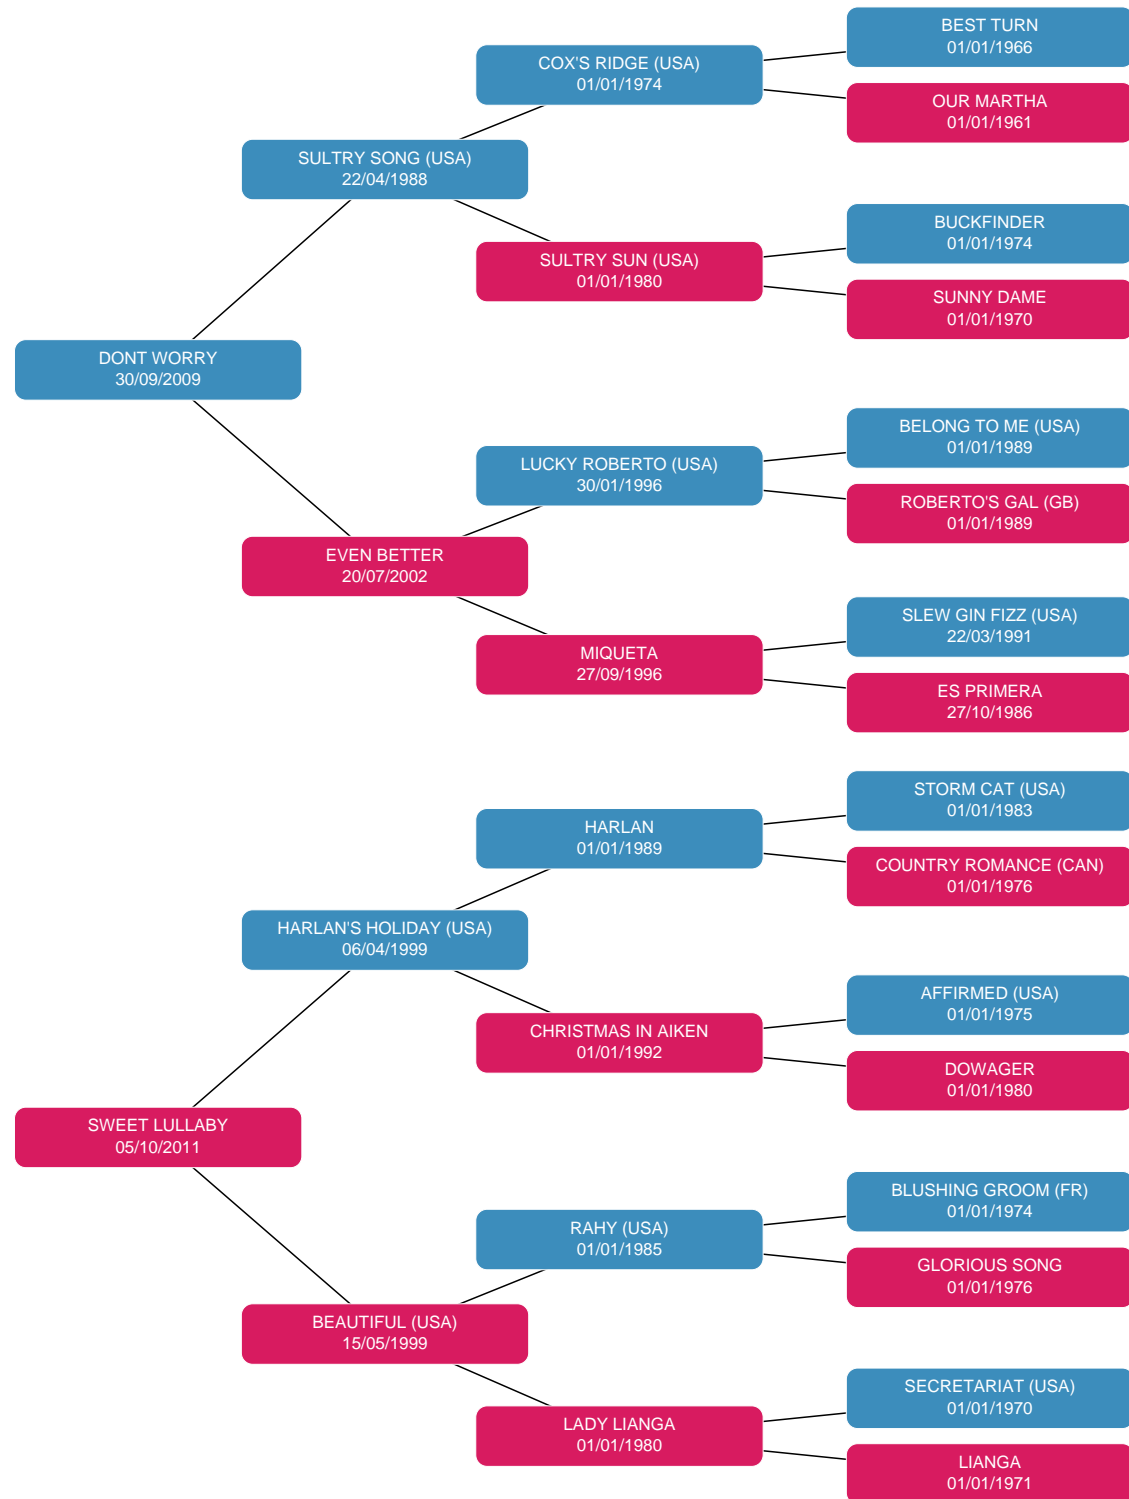 BEST TURN
01/01/1966
COX'S RIDGE (USA)
01/01/1974
OUR MARTHA
01/01/1961
SULTRY SONG (USA)
22/04/1988
BUCKFINDER
01/01/1974
SULTRY SUN (USA)
01/01/1980
SUNNY DAME
01/01/1970
DONT WORRY
30/09/2009
BELONG TO ME (USA)
01/01/1989
LUCKY ROBERTO (USA)
30/01/1996
ROBERTO'S GAL (GB)
01/01/1989
EVEN BETTER
20/07/2002
SLEW GIN FIZZ (USA)
22/03/1991
MIQUETA
27/09/1996
ES PRIMERA
27/10/1986
STORM CAT (USA)
01/01/1983
HARLAN
01/01/1989
COUNTRY ROMANCE (CAN)
01/01/1976
HARLAN'S HOLIDAY (USA)
06/04/1999
AFFIRMED (USA)
01/01/1975
CHRISTMAS IN AIKEN
01/01/1992
DOWAGER
01/01/1980
SWEET LULLABY
05/10/2011
BLUSHING GROOM (FR)
01/01/1974
RAHY (USA)
01/01/1985
GLORIOUS SONG
01/01/1976
BEAUTIFUL (USA)
15/05/1999
SECRETARIAT (USA)
01/01/1970
LADY LIANGA
01/01/1980
LIANGA
01/01/1971